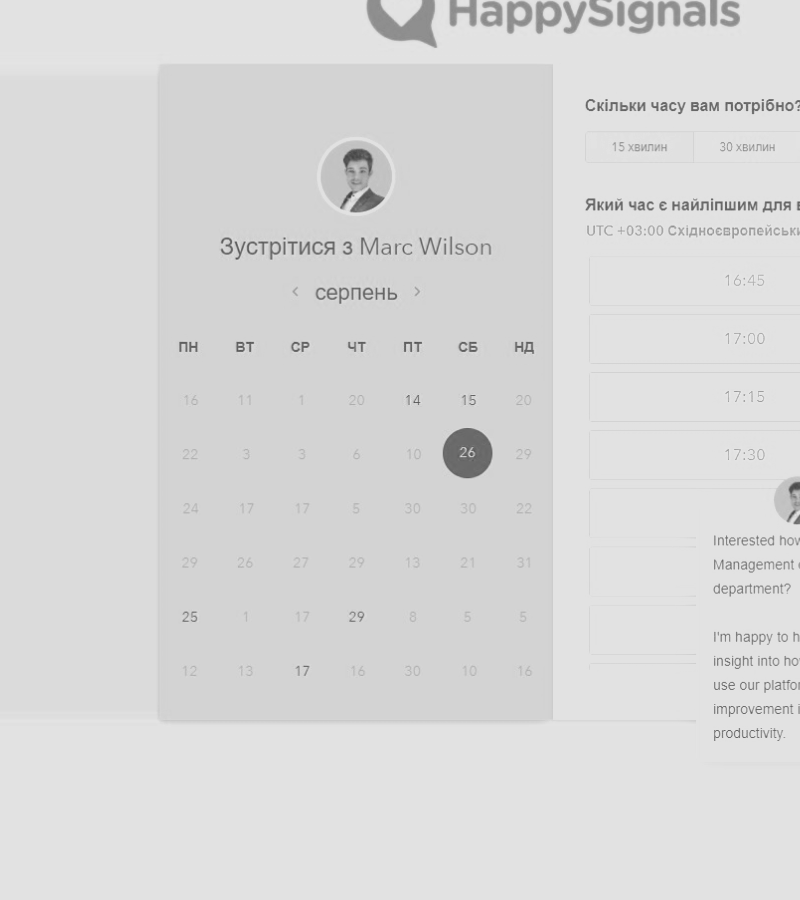 HappySignals
Зустрітися з Marc Wilson
серпень
ПН ВТ СР ЧТ ПТ СБ НД
16 11 1 20 14 15 20
22 3 3 6 10 26 29
24 17 17 5 30 30 22
29 26 27 29 13 21 31
25 1 17 29 8 5 5
12 13 17 16 30 10 16
Скільки часу вам потрібно?
15 хвилин 30 хвилин
Який час є найліпшим для
UTC +03:00 Східноєвропейськи
16:45
17:00
17:15
17:30
Interested how
Management
department?
I'm happy to h
insight into ho
use our platfor
improvement i
productivity.